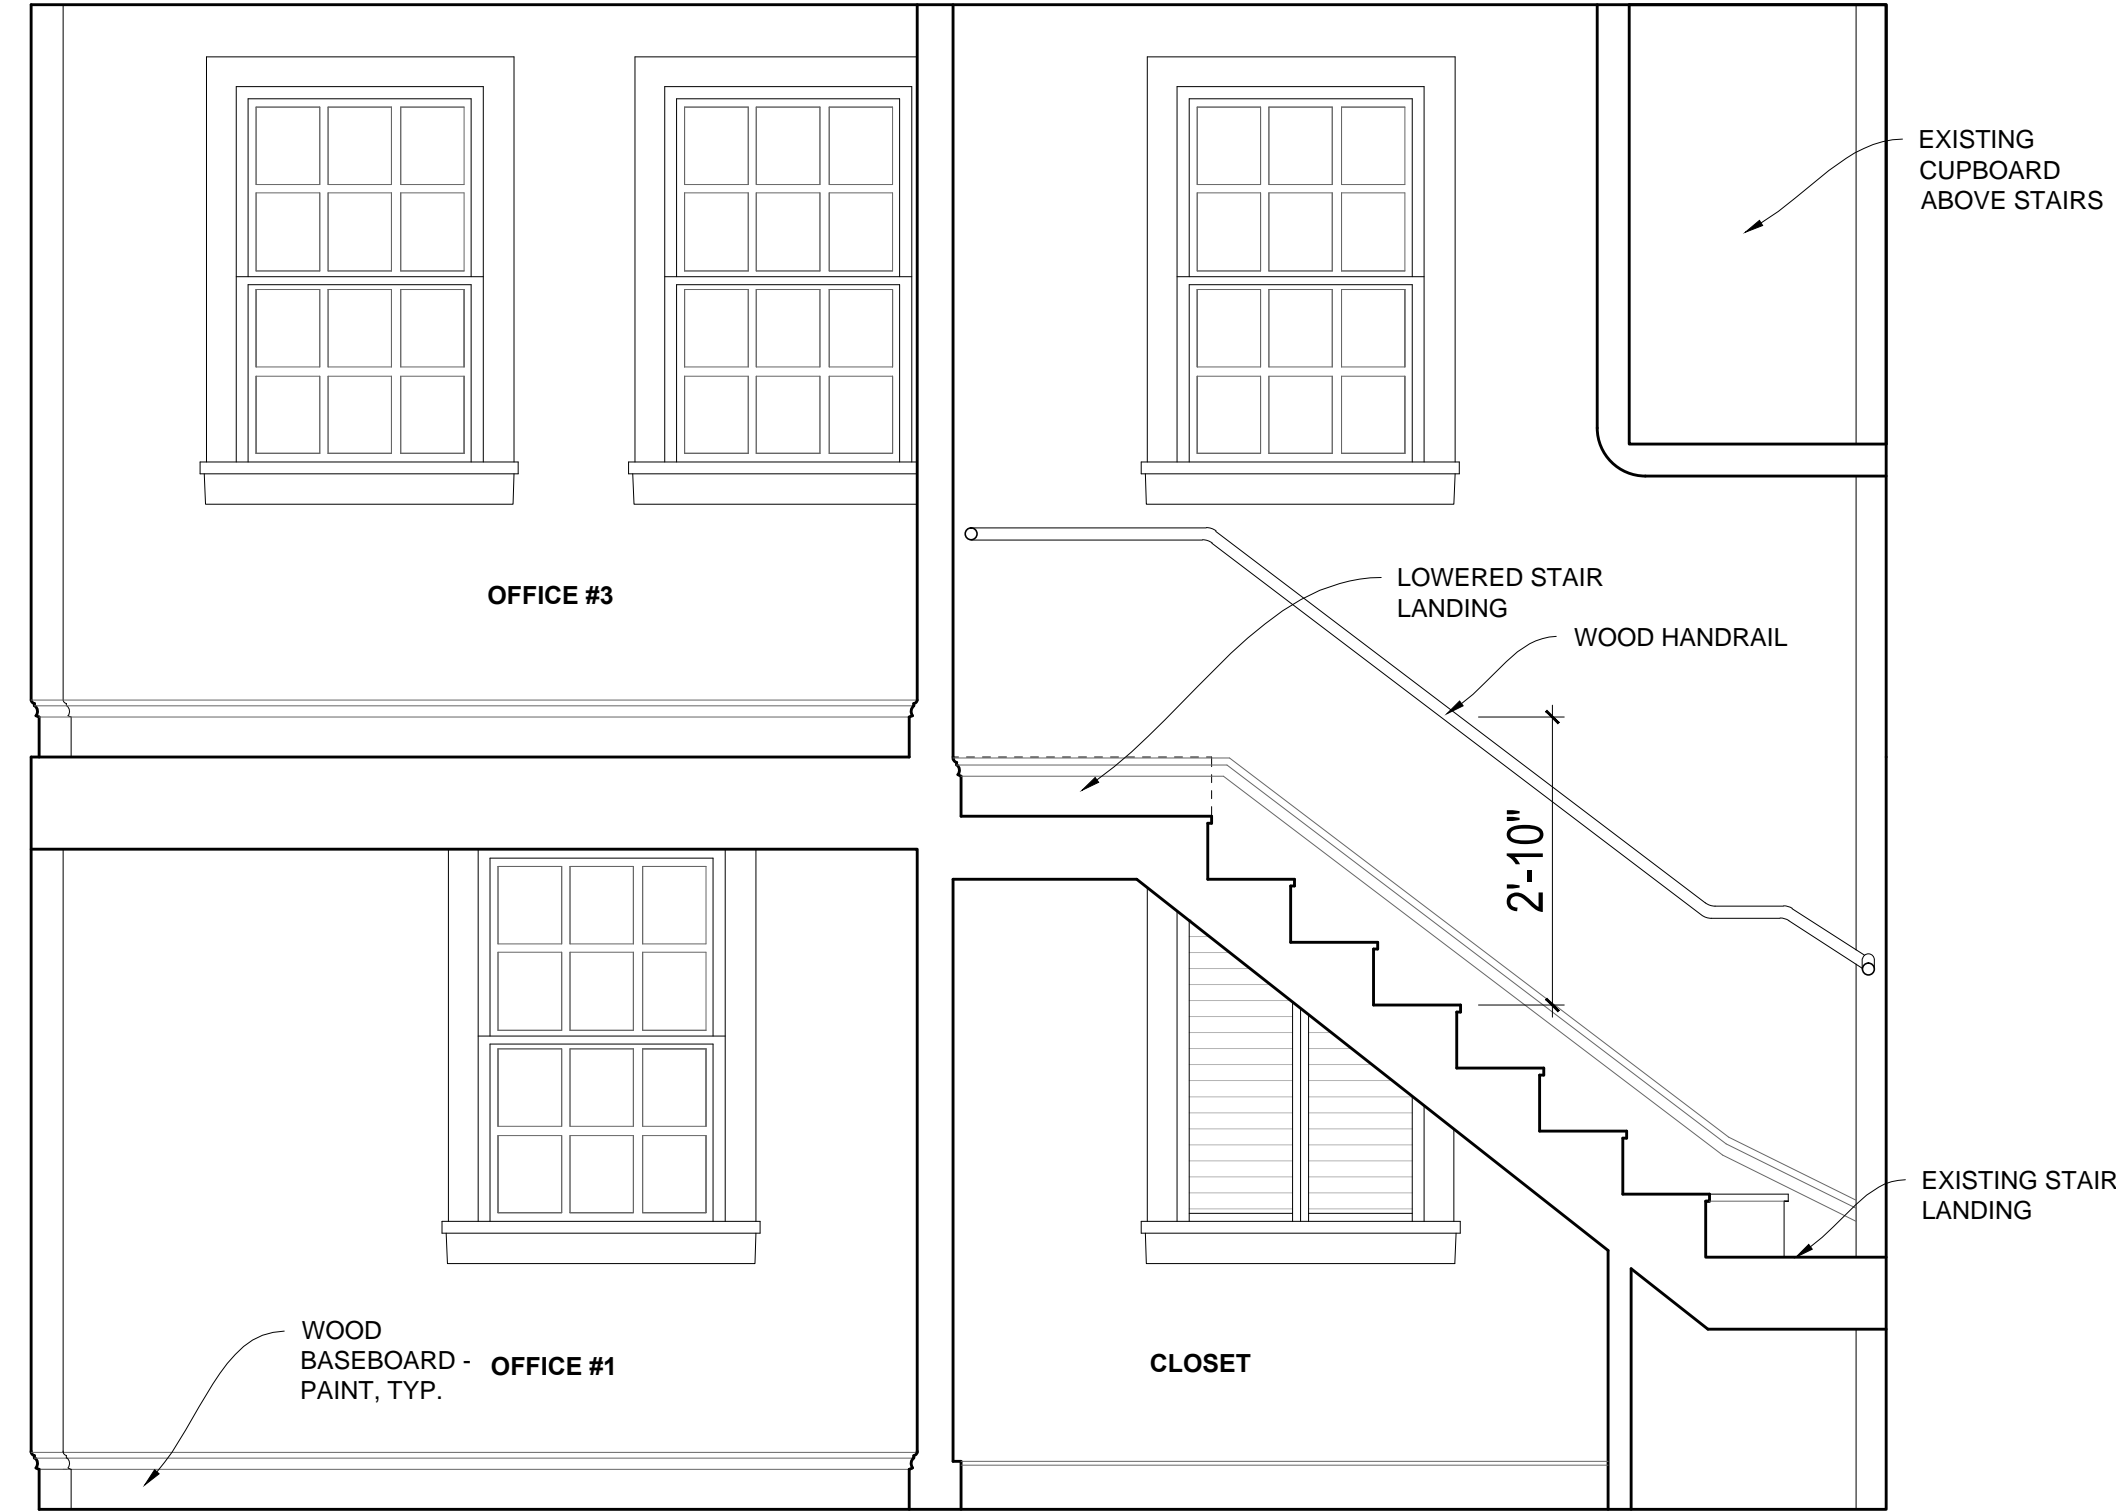 EXISTING
CUPBOARD
ABOVE STAIRS
OFFICE #3
LOWERED STAIR
LANDING
WOOD HANDRAIL
2'-10"
EXISTING STAIR
LANDING
WOOD
BASEBOARD -
PAINT, TYP.
OFFICE #1
CLOSET